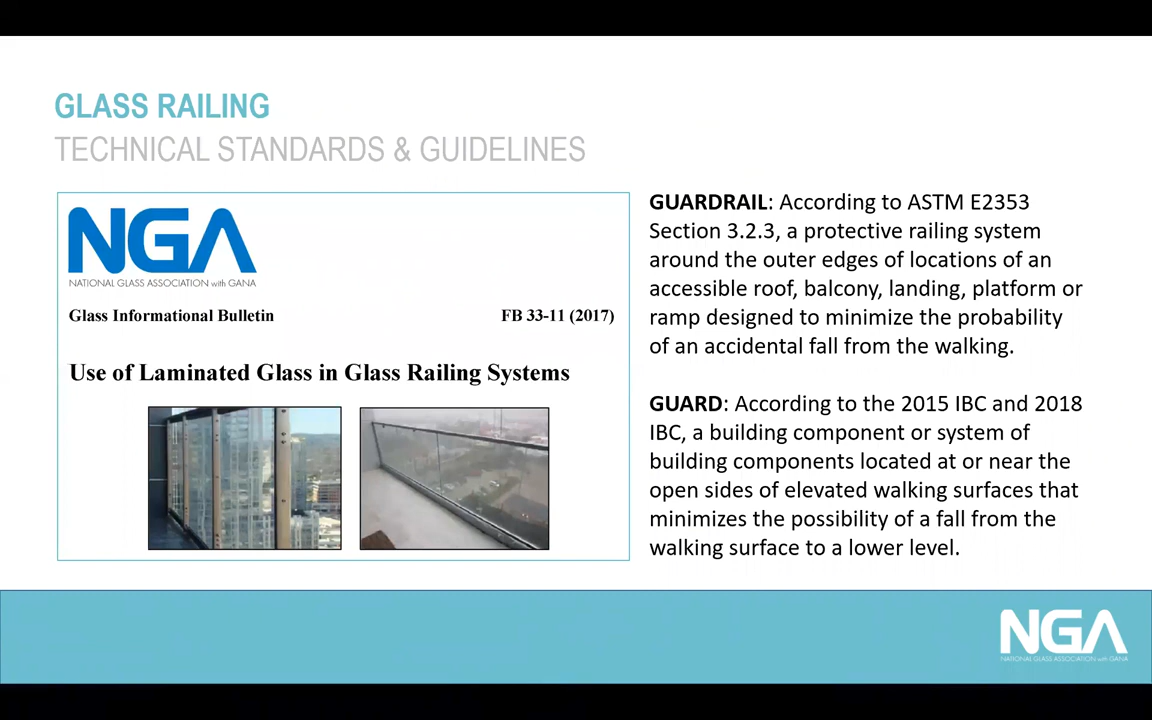 GLASS RAILING
TECHNICAL STANDARDS & GUIDELINES
NGA
NATIONAL GLASS ASSOCIATION with GANA
Glass Informational Bulletin FB 33-11 (2017)
Use of Laminated Glass in Glass Railing Systems
GUARDRAIL: According to ASTM E2353
Section 3.2.3, a protective railing system
around the outer edges of locations of an
accessible roof, balcony, landing, platform or
ramp designed to minimize the probability
of an accidental fall from the walking.
GUARD: According to the 2015 IBC and 2018
IBC, a building component or system of
building components located at or near the
open sides of elevated walking surfaces that
minimizes the possibility of a fall from the
walking surface to a lower level.
NGA
NATIONAL GLASS ASSOCIATION with GANA